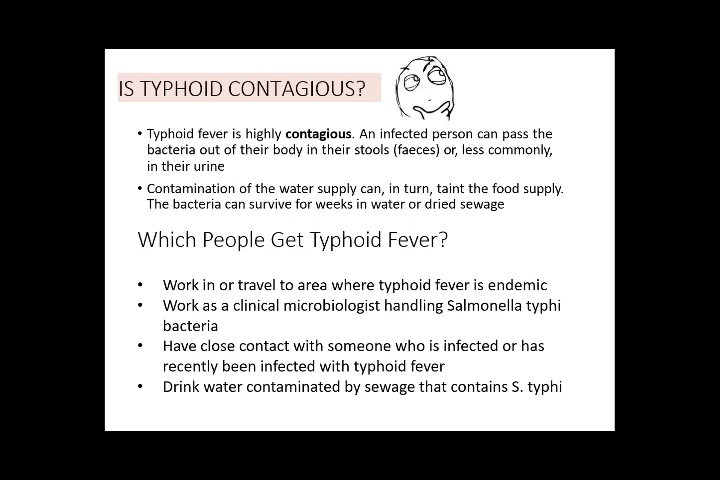 IS TYPHOID CONTAGIOUS?
• Typhoid fever is highly contagious. An infected person can pass the
bacteria out of their body in their stools (faeces) or, less commonly,
in their urine
• Contamination of the water supply can, in turn, taint the food supply.
The bacteria can survive for weeks in water or dried sewage
Which People Get Typhoid Fever?
• Work in or travel to area where typhoid fever is endemic
• Work as a clinical microbiologist handling Salmonella typhi
bacteria
• Have close contact with someone who is infected or has
recently been infected with typhoid fever
• Drink water contaminated by sewage that contains S. typhi